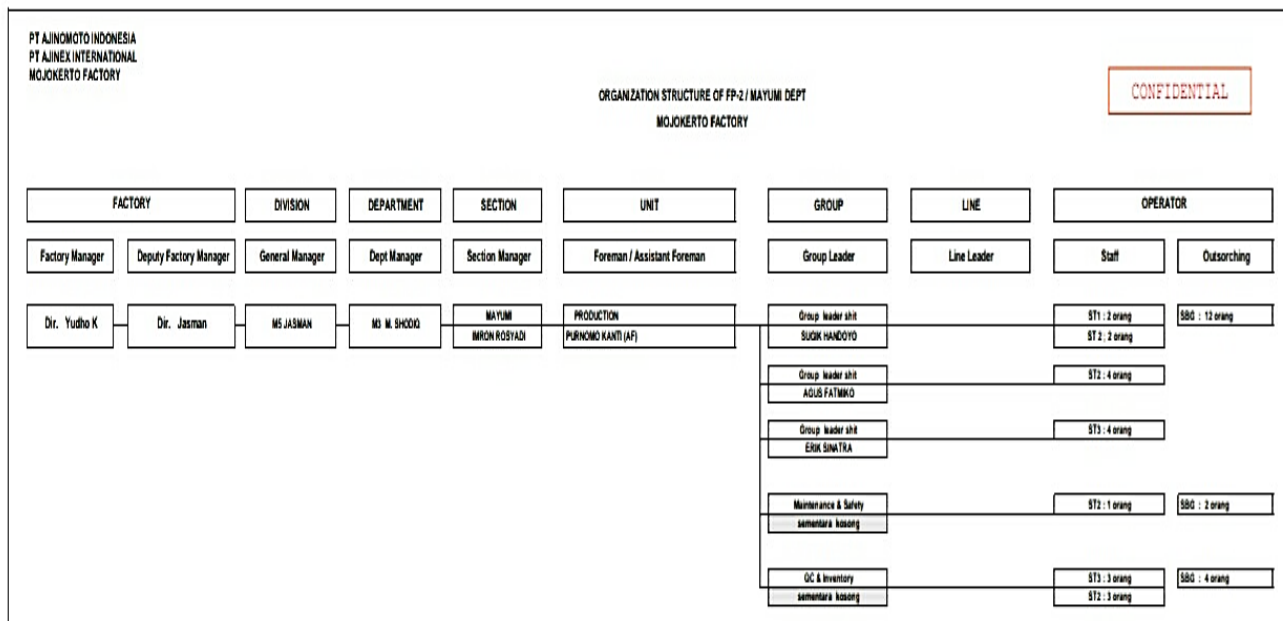 PT AJINOMOTO INDONESIA
PT AJINEX INTERNATIONAL
MOJOKERTO FACTORY
CONFIDENTIAL
ORGANIZATION STRUCTURE OF FP-2 / MAYUMI DEPT
MOJOKERTO FACTORY
FACTORY DIVISION DEPARTMENT SECTION UNIT GROUP LINE OPERATOR
Factory Manager Deputy Factory Manager General Manager Dept Manager Section Manager Foreman / Assistant Foreman Group Leader Line Leader Staff Outsorching
Dir. Yudho K Dir. Jasman M5 JASMAN M3 M. SHODIQ
MAYUMI PRODUCTION Group leader shit ST1 : 2 orang SBG : 12 orang
IMRON ROSYADI PURNOMO KANTI (AF) SUGIK HANDOYO ST 2 : 2 orang
Group leader shit ST2 : 4 orang
AGUS FATMIKO
Group leader shit ST3 : 4 orang
ERIK SINATRA
Maintenance & Safety ST2 : 1 orang SBG : 2 orang
sementara kosong
QC & Inventory ST3 : 3 orang SBG : 4 orang
sementara kosong ST2 : 3 orang